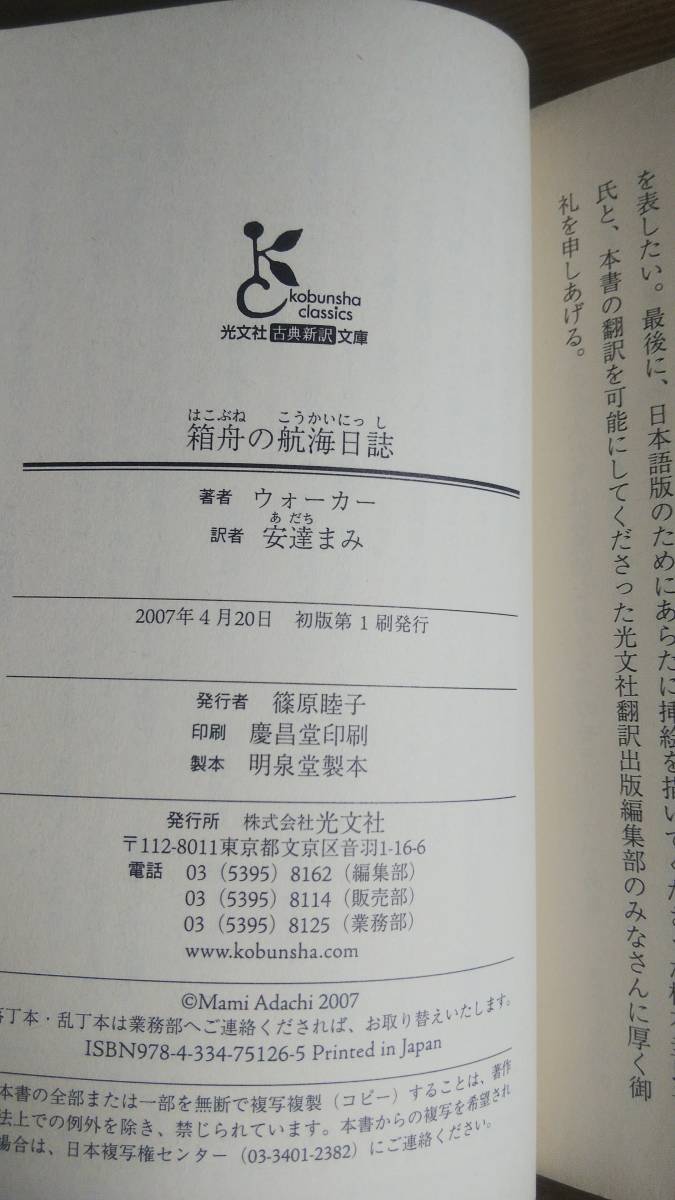 を表したい。最後に、日本語版のためにあらたに挿絵を描いてくださった
氏と、本書の翻訳を可能にしてくださった光文社翻訳出版編集部のみなさんに厚く御
礼を申しあげる。
kobunsha
classics
光文社古典新訳文庫
はこぶね こうかいにっし
箱舟の航海日誌
著者 ウォーカー
あだち
訳者 安達まみ
2007年4月20日 初版第1刷発行
発行者 篠原睦子
印刷 慶昌堂印刷
製本 明泉堂製本
発行所 株式会社光文社
〒112-8011東京都文京区音羽1-16-6
電話 03（5395）8162（編集部）
03（5395）8114（販売部）
03（5395）8125（業務部）
www.kobunsha.com
©Mami Adachi 2007
落丁本・乱丁本は業務部へご連絡くだされば、お取り替えいたします。
ISBN978-4-334-75126-5 Printed in Japan
本書の全部または一部を無断で複写複製（コピー）することは、著作
法上での例外を除き、禁じられています。本書からの複写を希望され
場合は、日本複写権センター（03-3401-2382）にご連絡ください。